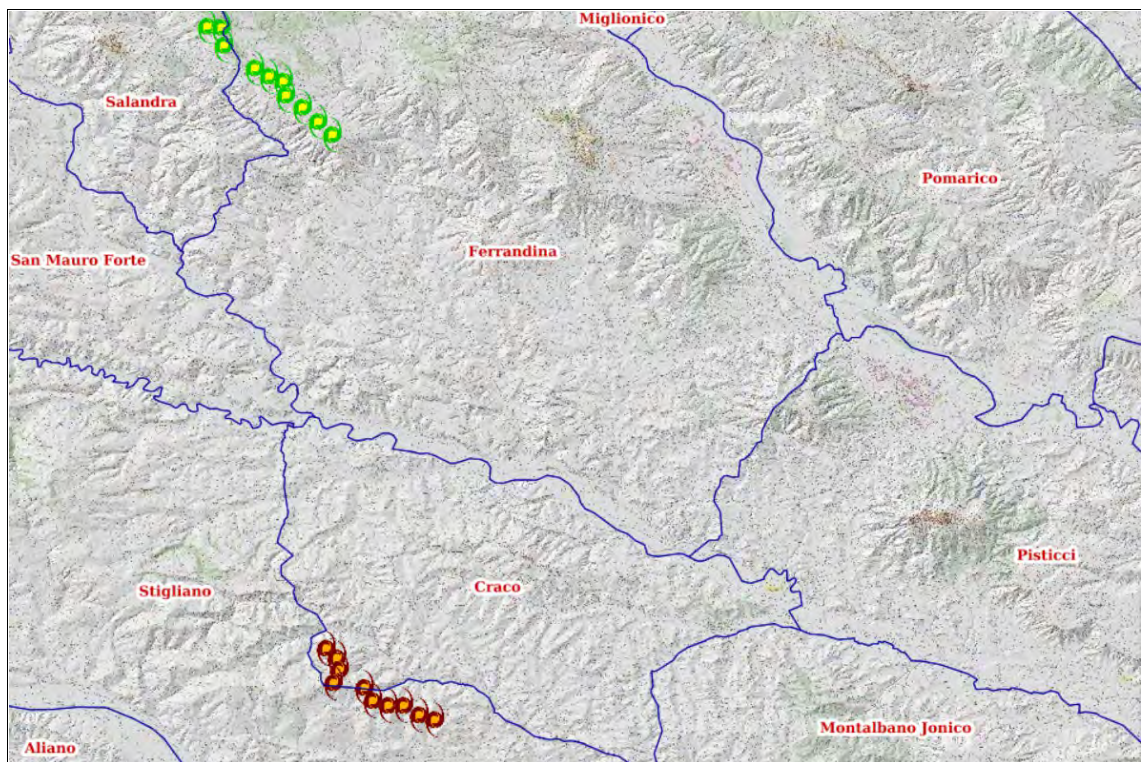 Miglionico
Salandra
Pomarico
Ferrandina
San Mauro Forte
Pisticci
Stigliano
Craco
Montalbano Jonico
Aliano